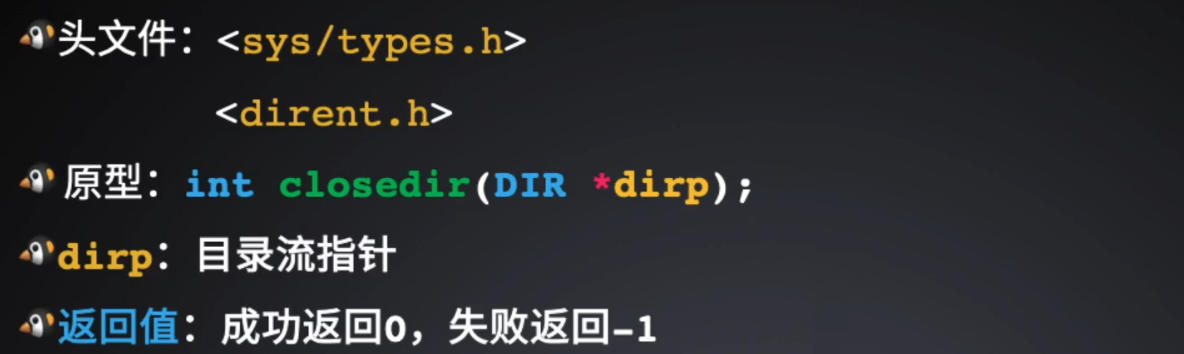 头文件：<sys/types.h>
<dirent.h>
原型：int closedir(DIR *dirp);
dirp：目录流指针
返回值：成功返回0，失败返回-1